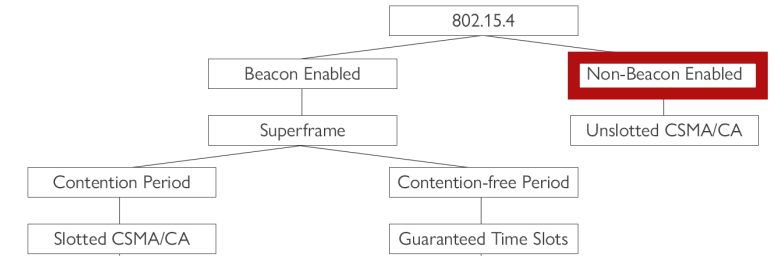 802.15.4
Beacon Enabled
Non-Beacon Enabled
Superframe
Unslotted CSMA/CA
Contention Period
Contention-free Period
Slotted CSMA/CA
Guaranteed Time Slots